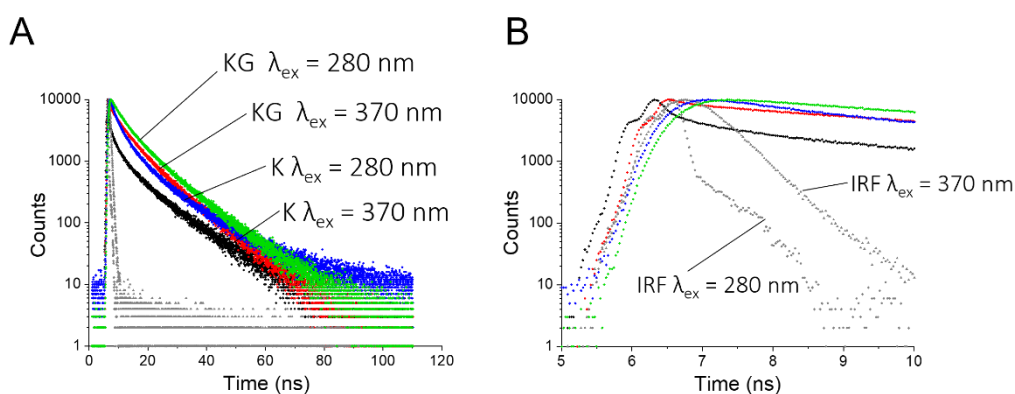 A
KG λex = 280 nm
KG λex = 370 nm
K λex = 280 nm
K λex = 370 nm
10000
1000
100
10
1
Counts
0 20 40 60 80 100 120
Time (ns)
B
10000
1000
100
10
1
Counts
IRF λex = 370 nm
IRF λex = 280 nm
5 6 7 8 9 10
Time (ns)